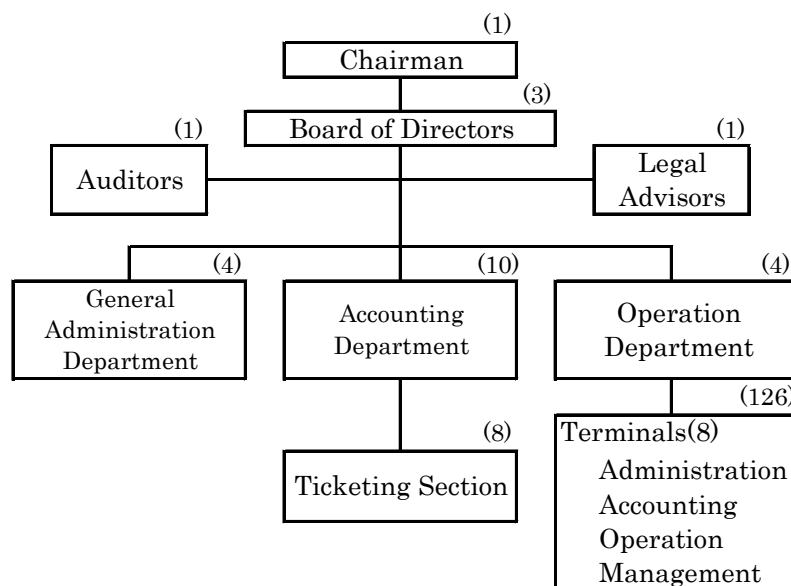 (1)
Chairman
(3)
Board of Directors
(1)
Auditors
(1)
Legal
Advisors
(4)
General
Administration
Department
(10)
Accounting
Department
(4)
Operation
Department
(8)
Ticketing Section
(126)
Terminals(8)
Administration
Accounting
Operation
Management